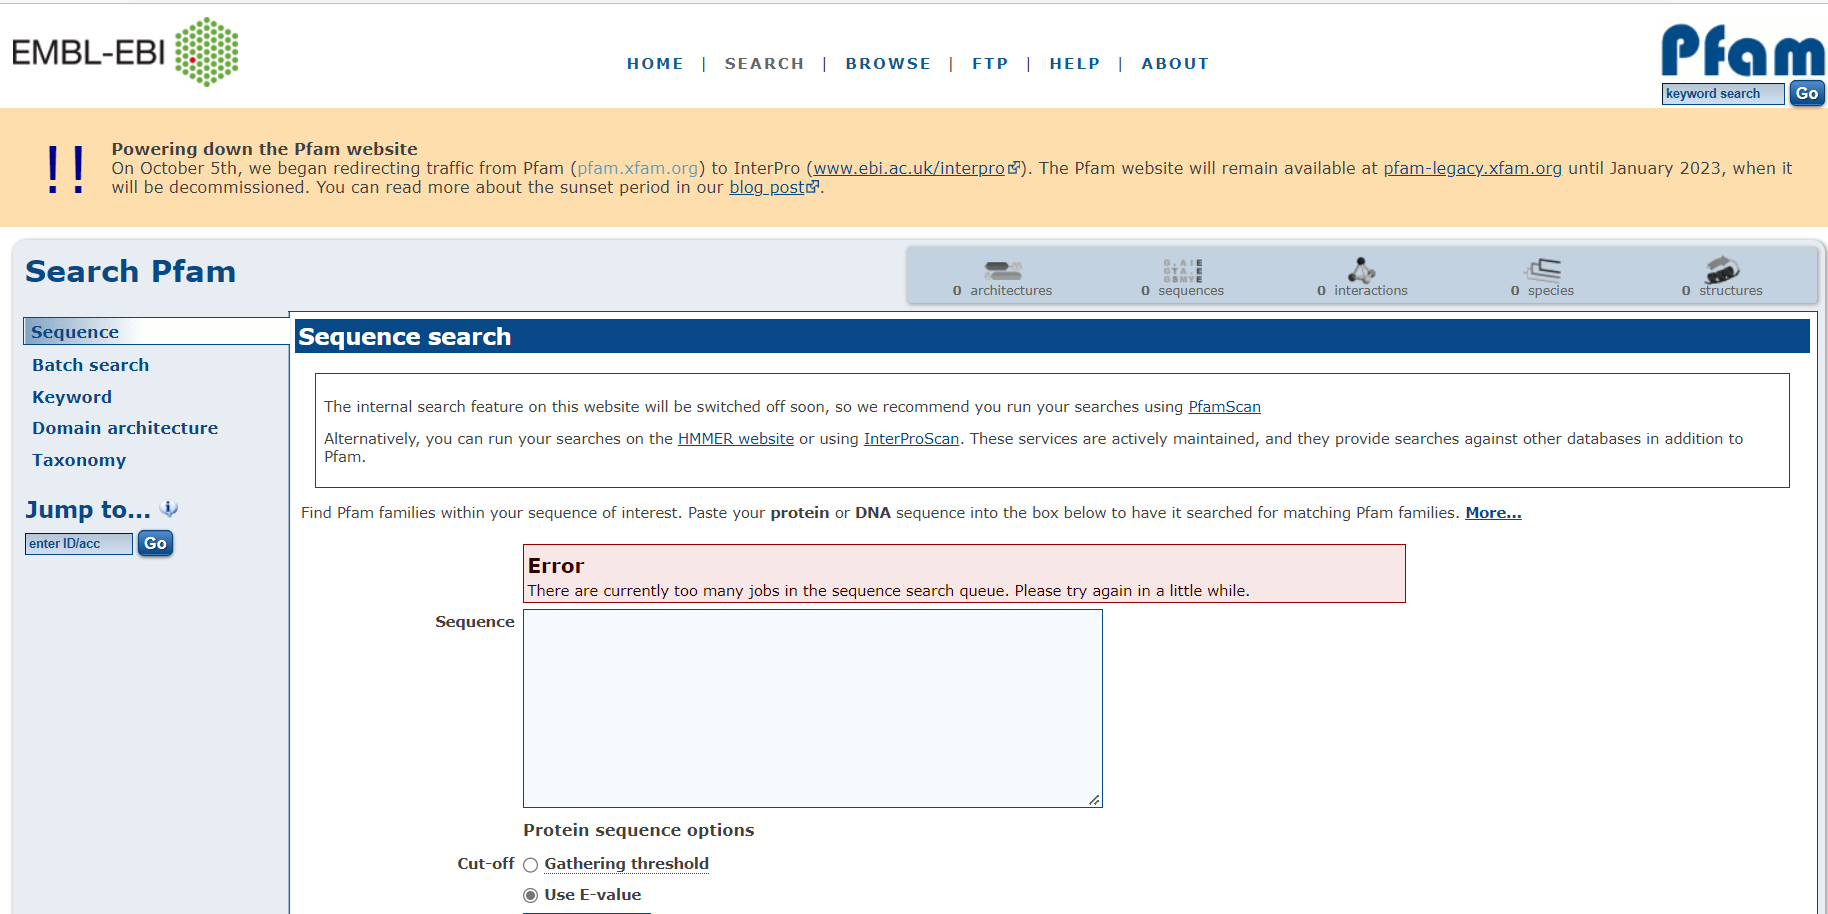 EMBL-EBI
HOME | SEARCH | BROWSE | FTP | HELP | ABOUT
Pfam
keyword search Go
!!
Powering down the Pfam website
On October 5th, we began redirecting traffic from Pfam (pfam.xfam.org) to InterPro (www.ebi.ac.uk/interpro). The Pfam website will remain available at pfam-legacy.xfam.org until January 2023, when it
will be decommissioned. You can read more about the sunset period in our blog post.
Search Pfam
0 architectures 0 sequences 0 interactions 0 species 0 structures
Sequence
Batch search
Keyword
Domain architecture
Taxonomy
Jump to... i
enter ID/acc Go
Sequence search
The internal search feature on this website will be switched off soon, so we recommend you run your searches using PfamScan
Alternatively, you can run your searches on the HMMER website or using InterProScan. These services are actively maintained, and they provide searches against other databases in addition to
Pfam.
Find Pfam families within your sequence of interest. Paste your protein or DNA sequence into the box below to have it searched for matching Pfam families. More...
Error
There are currently too many jobs in the sequence search queue. Please try again in a little while.
Sequence
Protein sequence options
Cut-off Gathering threshold
Use E-value